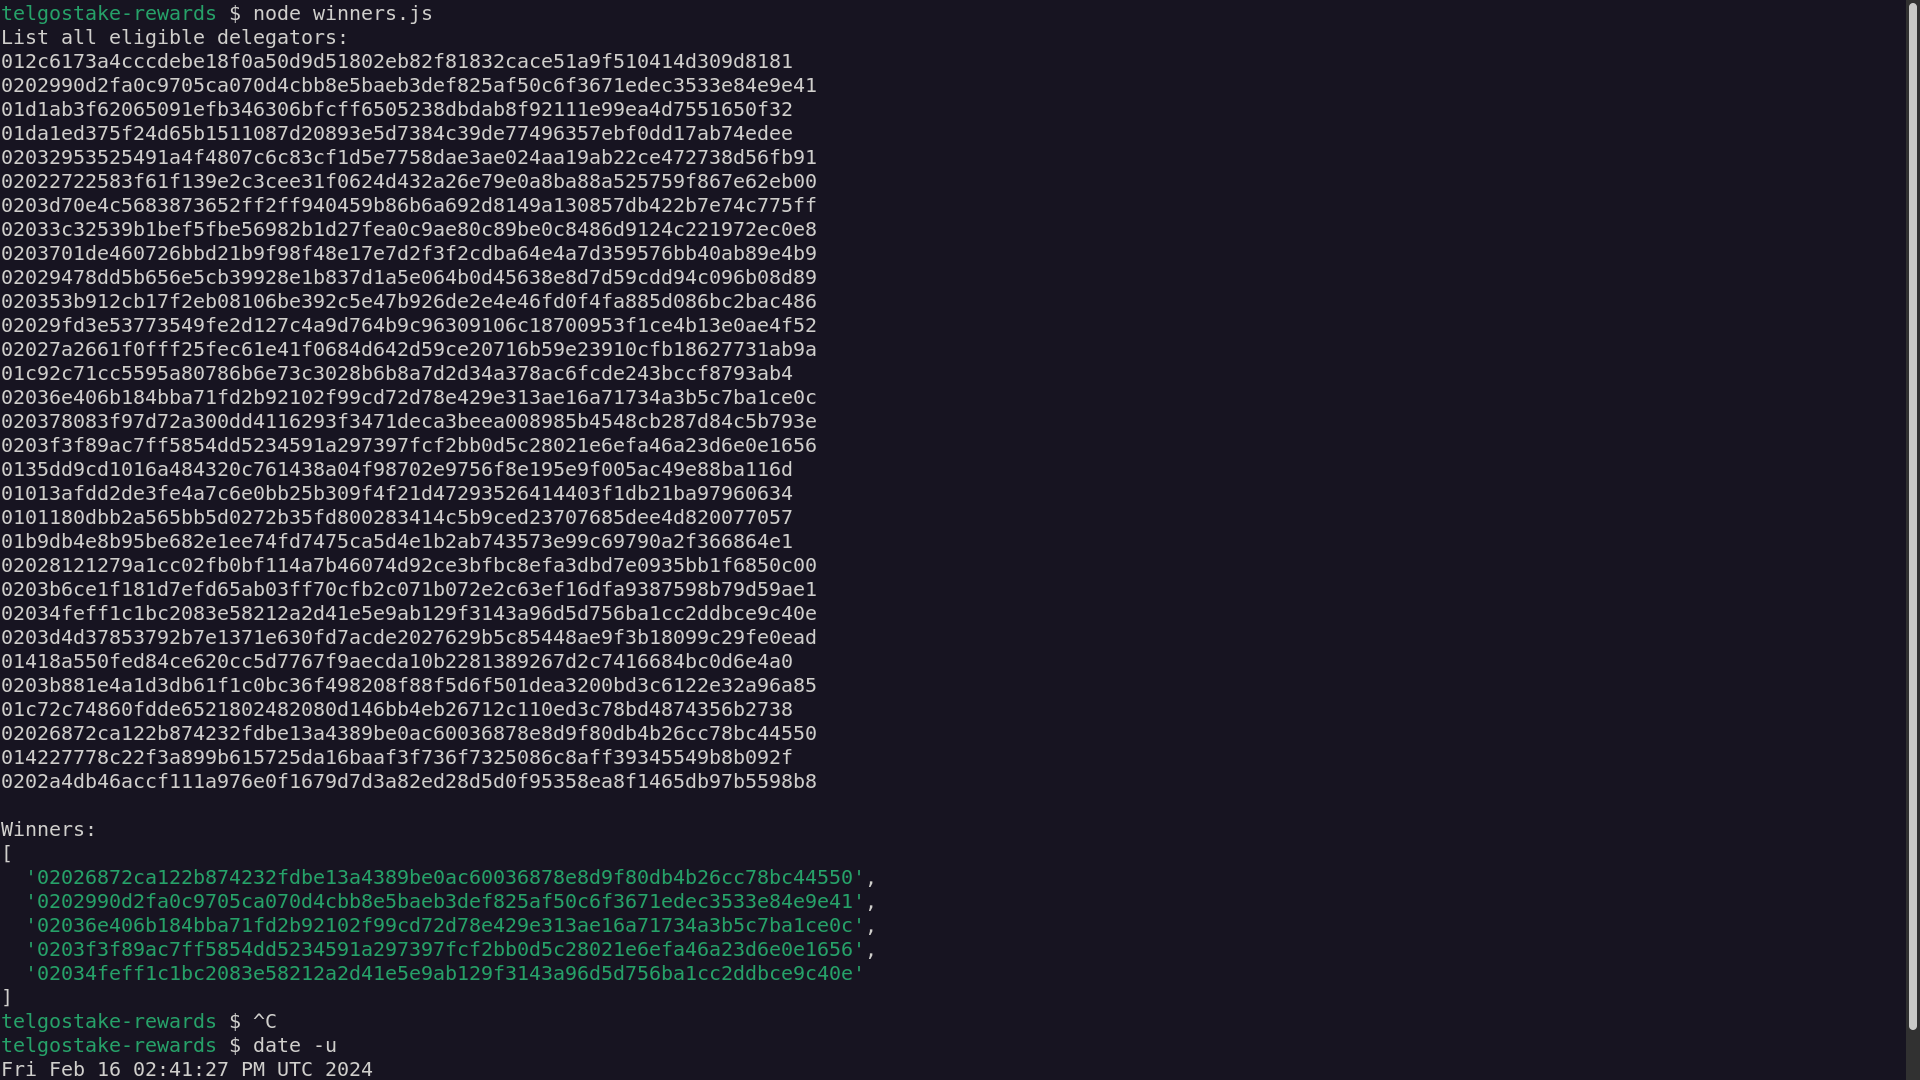 telgostake-rewards $ node winners.js
List all eligible delegators:
012c6173a4cccdebe18f0a50d9d51802eb82f81832cace51a9f510414d309d8181
0202990d2fa0c9705ca070d4cbb8e5baeb3def825af50c6f3671edec3533e84e9e41
01d1ab3f62065091efb346306bfcff6505238dbdab8f92111e99ea4d7551650f32
01da1ed375f24d65b1511087d20893e5d7384c39de77496357ebf0dd17ab74edee
02032953525491a4f4807c6c83cf1d5e7758dae3ae024aa19ab22ce472738d56fb91
02022722583f61f139e2c3cee31f0624d432a26e79e0a8ba88a525759f867e62eb00
0203d70e4c5683873652ff2ff940459b86b6a692d8149a130857db422b7e74c775ff
02033c32539b1bef5fbe56982b1d27fea0c9ae80c89be0c8486d9124c221972ec0e8
0203701de460726bbd21b9f98f48e17e7d2f3f2cdba64e4a7d359576bb40ab89e4b9
02029478dd5b656e5cb39928e1b837d1a5e064b0d45638e8d7d59cdd94c096b08d89
020353b912cb17f2eb08106be392c5e47b926de2e4e46fd0f4fa885d086bc2bac486
02029fd3e53773549fe2d127c4a9d764b9c96309106c18700953f1ce4b13e0ae4f52
02027a2661f0fff25fec61e41f0684d642d59ce20716b59e23910cfb18627731ab9a
01c92c71cc5595a80786b6e73c3028b6b8a7d2d34a378ac6fcde243bccf8793ab4
02036e406b184bba71fd2b92102f99cd72d78e429e313ae16a71734a3b5c7ba1ce0c
020378083f97d72a300dd4116293f3471deca3beea008985b4548cb287d84c5b793e
0203f3f89ac7ff5854dd5234591a297397fcf2bb0d5c28021e6efa46a23d6e0e1656
0135dd9cd1016a484320c761438a04f98702e9756f8e195e9f005ac49e88ba116d
01013afdd2de3fe4a7c6e0bb25b309f4f21d47293526414403f1db21ba97960634
0101180dbb2a565bb5d0272b35fd800283414c5b9ced23707685dee4d820077057
01b9db4e8b95be682e1ee74fd7475ca5d4e1b2ab743573e99c69790a2f366864e1
02028121279a1cc02fb0bf114a7b46074d92ce3bfbc8efa3dbd7e0935bb1f6850c00
0203b6ce1f181d7efd65ab03ff70cfb2c071b072e2c63ef16dfa9387598b79d59ae1
02034feff1c1bc2083e58212a2d41e5e9ab129f3143a96d5d756ba1cc2ddbce9c40e
0203d4d37853792b7e1371e630fd7acde2027629b5c85448ae9f3b18099c29fe0ead
01418a550fed84ce620cc5d7767f9aecda10b2281389267d2c7416684bc0d6e4a0
0203b881e4a1d3db61f1c0bc36f498208f88f5d6f501dea3200bd3c6122e32a96a85
01c72c74860fdde6521802482080d146bb4eb26712c110ed3c78bd4874356b2738
02026872ca122b874232fdbe13a4389be0ac60036878e8d9f80db4b26cc78bc44550
014227778c22f3a899b615725da16baaf3f736f7325086c8aff39345549b8b092f
0202a4db46accf111a976e0f1679d7d3a82ed28d5d0f95358ea8f1465db97b5598b8
Winners:
[
'02026872ca122b874232fdbe13a4389be0ac60036878e8d9f80db4b26cc78bc44550',
'0202990d2fa0c9705ca070d4cbb8e5baeb3def825af50c6f3671edec3533e84e9e41',
'02036e406b184bba71fd2b92102f99cd72d78e429e313ae16a71734a3b5c7ba1ce0c',
'0203f3f89ac7ff5854dd5234591a297397fcf2bb0d5c28021e6efa46a23d6e0e1656',
'02034feff1c1bc2083e58212a2d41e5e9ab129f3143a96d5d756ba1cc2ddbce9c40e'
]
telgostake-rewards $ ^C
telgostake-rewards $ date -u
Fri Feb 16 02:41:27 PM UTC 2024